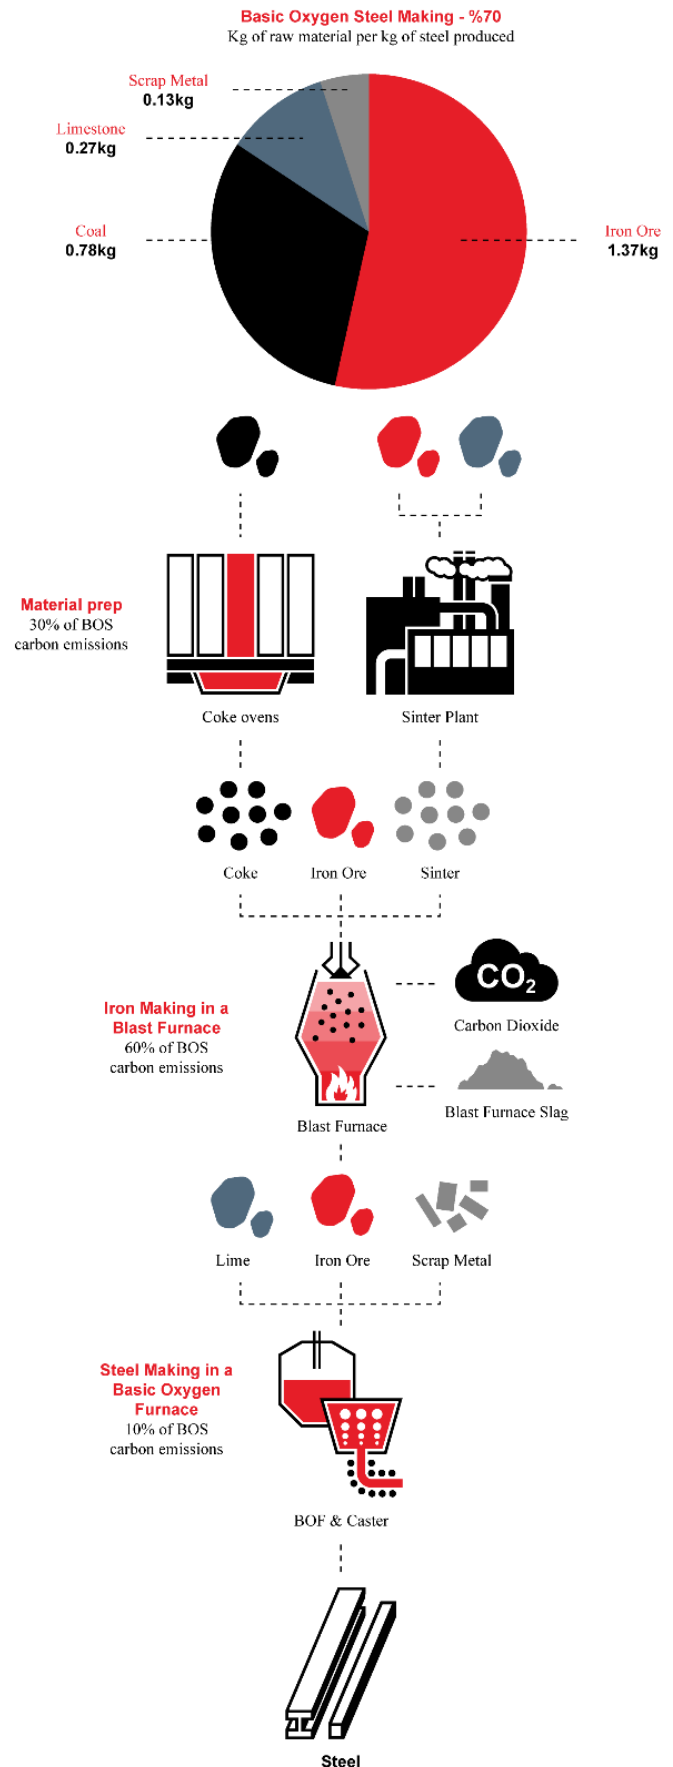 Basic Oxygen Steel Making - %70
Kg of raw material per kg of steel produced
Scrap Metal
0.13kg
Limestone
0.27kg
Coal
0.78kg
Iron Ore
1.37kg
Material prep
30% of BOS
carbon emissions
Coke ovens
Sinter Plant
Coke
Iron Ore
Sinter
Iron Making in a
Blast Furnace
60% of BOS
carbon emissions
CO₂
Carbon Dioxide
Blast Furnace Slag
Blast Furnace
Lime
Iron Ore
Scrap Metal
Steel Making in a
Basic Oxygen
Furnace
10% of BOS
carbon emissions
BOF & Caster
Steel